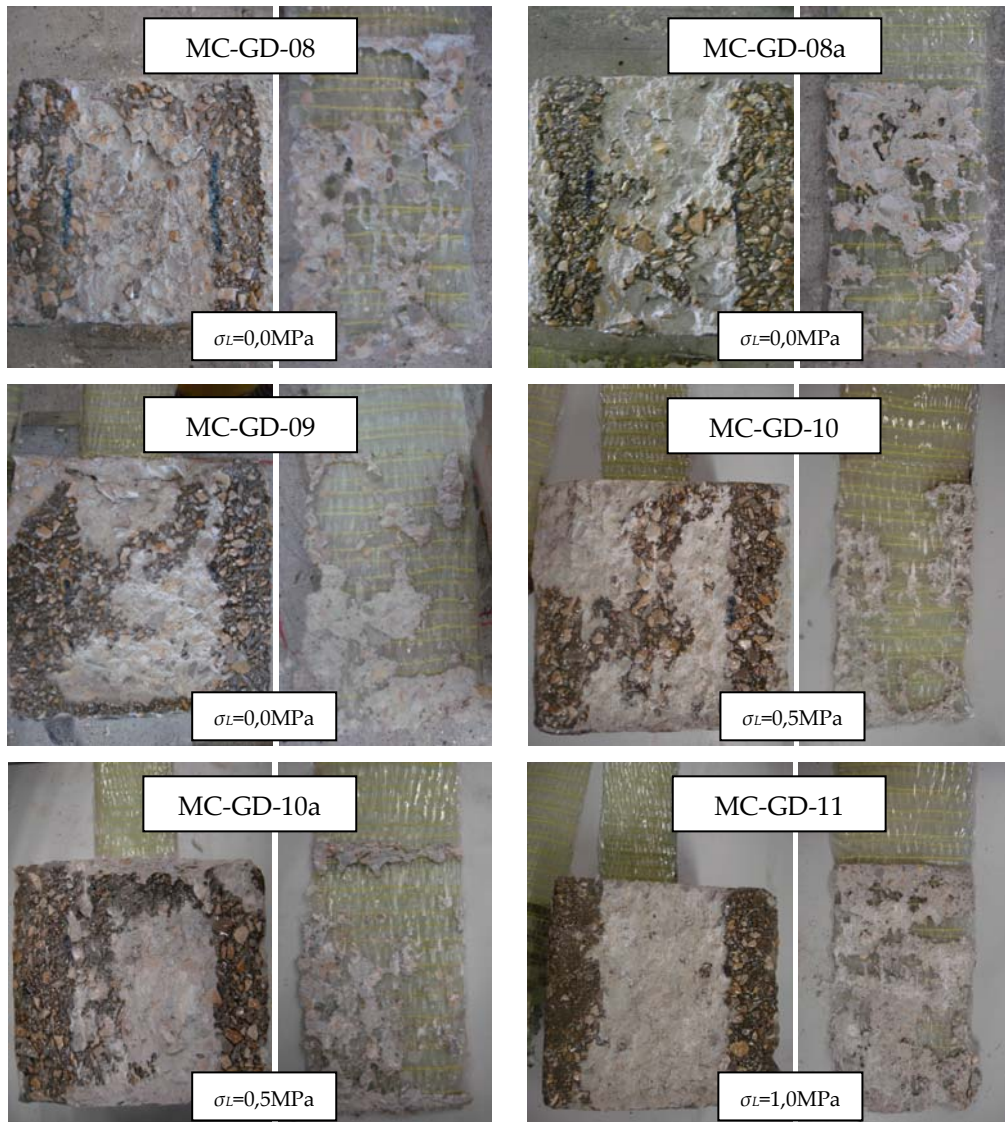 MC-GD-08
σL=0,0MPa
MC-GD-08a
σL=0,0MPa
MC-GD-09
σL=0,0MPa
MC-GD-10
σL=0,5MPa
MC-GD-10a
σL=0,5MPa
MC-GD-11
σL=1,0MPa